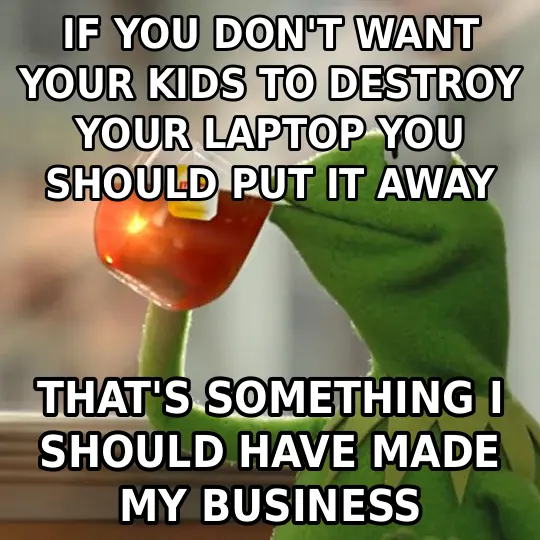 IF YOU DON'T WANT
YOUR KIDS TO DESTROY
YOUR LAPTOP YOU
SHOULD PUT IT AWAY
THAT'S SOMETHING I
SHOULD HAVE MADE
MY BUSINESS